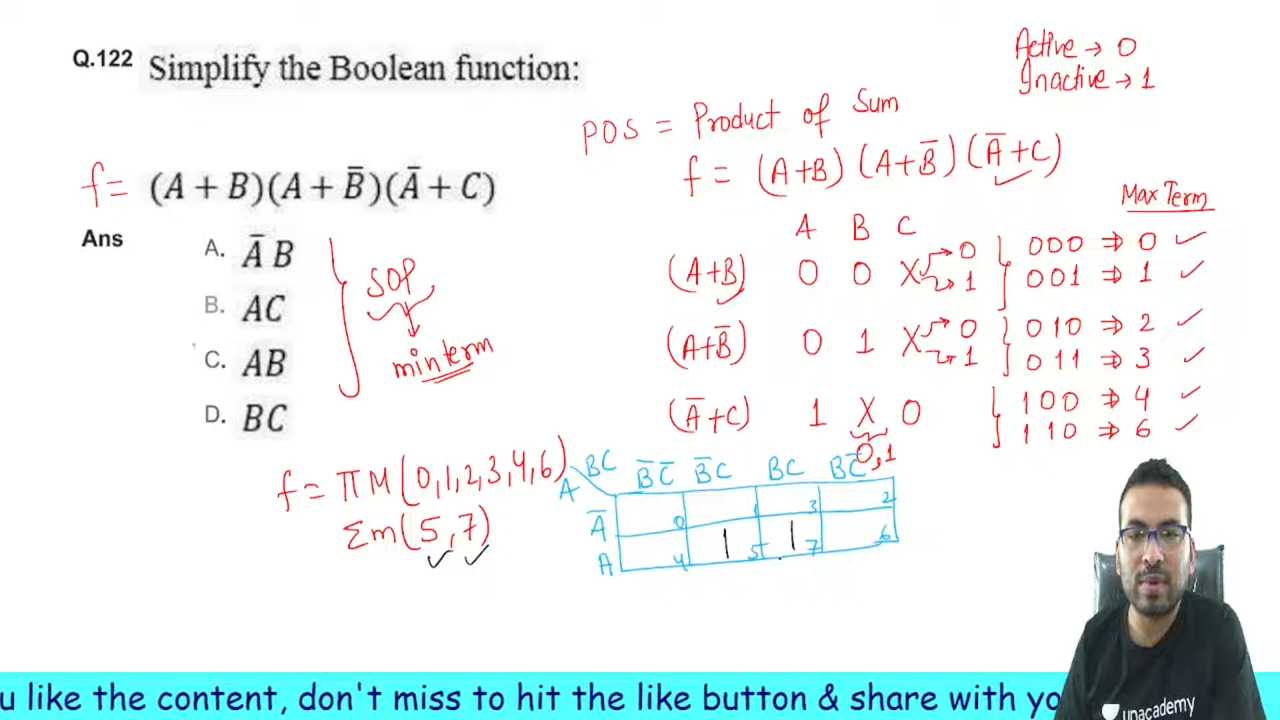 Q.122 Simplify the Boolean function:
Active → 0
Inactive → 1
POS = Product of Sum
f = (A+B) (A+B̅) (A̅+C)
f = (A + B)(A + B̅)(A̅ + C)
Ans
A. A̅ B
B. AC
C. AB
D. BC
SOP
minterm
A B C
Max Term
(A+B) 0 0 X → 0 → 1
000 ⇒ 0 ✓
001 ⇒ 1 ✓
(A+B̅) 0 1 X → 0 → 1
010 ⇒ 2 ✓
011 ⇒ 3 ✓
(A̅+C) 1 X 0
0,1
100 ⇒ 4 ✓
110 ⇒ 6 ✓
f = πM(0,1,2,3,4,6)
Σm(5,7)
A BC B̅C̅ B̅C BC BC̅
A̅ 0 1 3 2
A 4 1 5 1 7 6
u like the content, don't miss to hit the like button & share with yo
unacademy